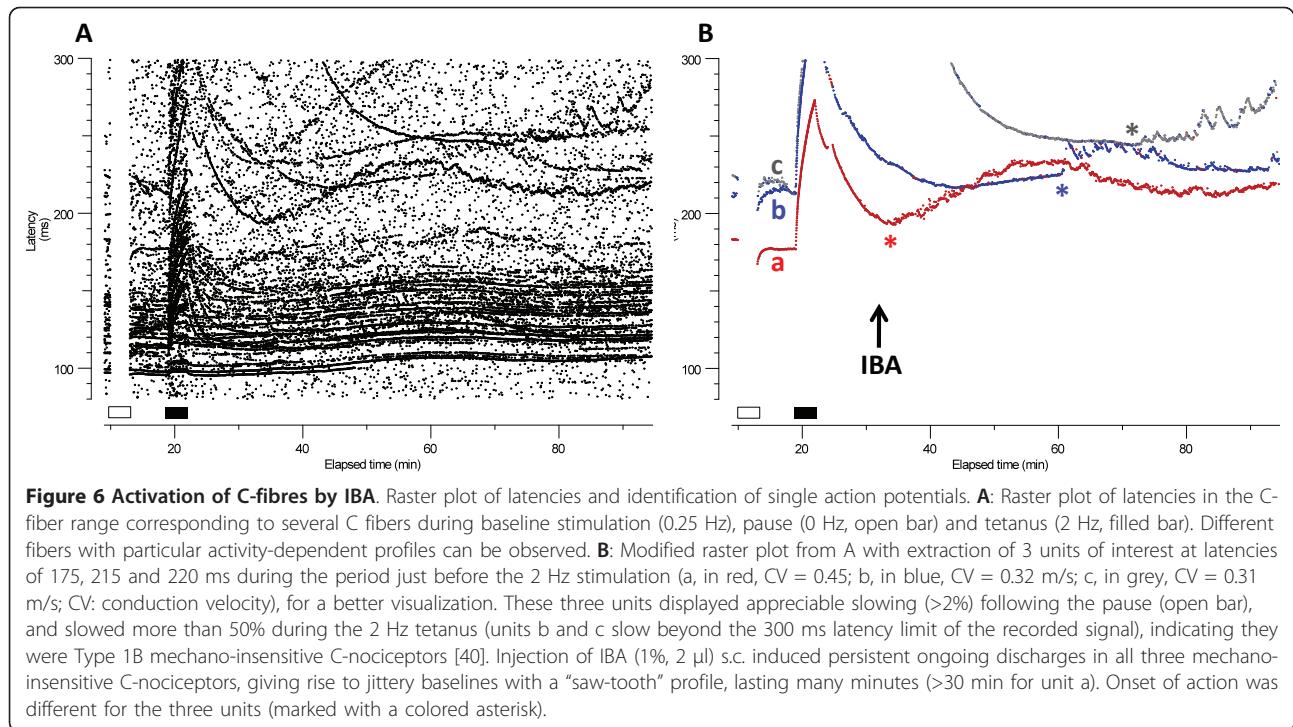 A
B
300
200
100
Latency
(ms)
20
40
60
80
Elapsed time (min)
300
200
100
c
b
a
*
*
*
IBA
20
40
60
80
Elapsed time (min)
Figure 6 Activation of C-fibres by IBA. Raster plot of latencies and identification of single action potentials. A: Raster plot of latencies in the C-
fiber range corresponding to several C fibers during baseline stimulation (0.25 Hz), pause (0 Hz, open bar) and tetanus (2 Hz, filled bar). Different
fibers with particular activity-dependent profiles can be observed. B: Modified raster plot from A with extraction of 3 units of interest at latencies
of 175, 215 and 220 ms during the period just before the 2 Hz stimulation (a, in red, CV = 0.45; b, in blue, CV = 0.32 m/s; c, in grey, CV = 0.31
m/s; CV: conduction velocity), for a better visualization. These three units displayed appreciable slowing (>2%) following the pause (open bar),
and slowed more than 50% during the 2 Hz tetanus (units b and c slow beyond the 300 ms latency limit of the recorded signal), indicating they
were Type 1B mechano-insensitive C-nociceptors [40]. Injection of IBA (1%, 2 μl) s.c. induced persistent ongoing discharges in all three mechano-
insensitive C-nociceptors, giving rise to jittery baselines with a "saw-tooth" profile, lasting many minutes (>30 min for unit a). Onset of action was
different for the three units (marked with a colored asterisk).